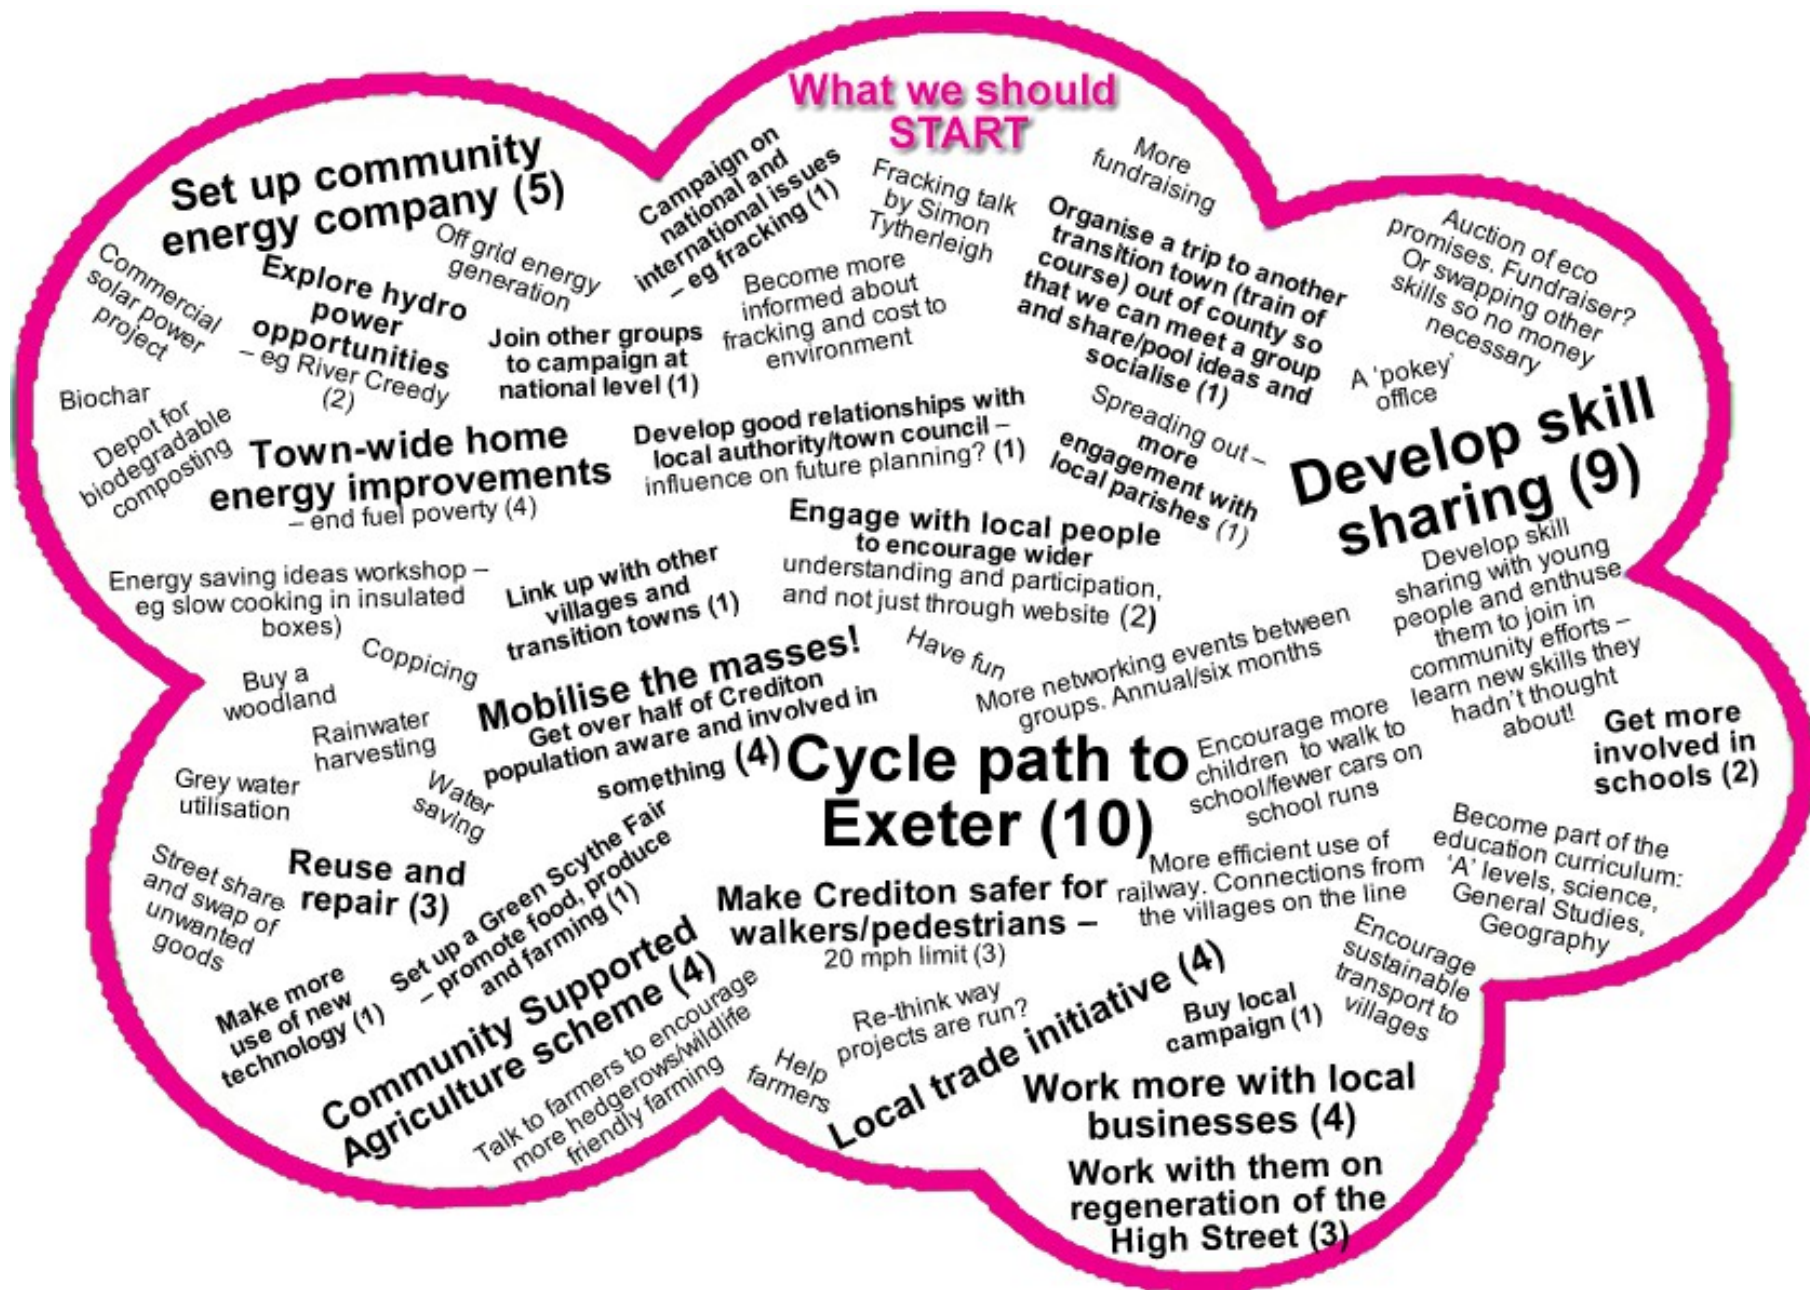 What we should
START
Set up community
energy company (5)
Campaign on
national and
international issues
– eg fracking (1)
Fracking talk
by Simon
Tytherleigh
More
fundraising
Organise a trip to another
transition town (train of
course) out of county so
that we can meet a group
and share/pool ideas and
socialise (1)
Auction of eco
promises. Fundraiser?
Or swapping other
skills so no money
necessary
Commercial
solar power
project
Explore hydro
power
opportunities
– eg River Creedy
(2)
Off grid energy
generation
Join other groups
to campaign at
national level (1)
Become more
informed about
fracking and cost to
environment
A 'pokey'
office
Biochar
Depot for
biodegradable
composting
Town-wide home
energy improvements
– end fuel poverty (4)
Develop good relationships with
local authority/town council –
influence on future planning? (1)
Spreading out –
more
engagement with
local parishes (1)
Develop skill
sharing (9)
Develop skill
sharing with young
people and enthuse
them to join in
community efforts –
learn new skills they
hadn't thought
about!
Energy saving ideas workshop –
eg slow cooking in insulated
boxes)
Link up with other
villages and
transition towns (1)
Engage with local people
to encourage wider
understanding and participation,
and not just through website (2)
Coppicing
Buy a
woodland
Mobilise the masses!
Get over half of Crediton
population aware and involved in
something (4)
Have fun
More networking events between
groups. Annual/six months
Rainwater
harvesting
Grey water
utilisation
Water
saving
Cycle path to
Exeter (10)
Encourage more
children to walk to
school/fewer cars on
school runs
Get more
involved in
schools (2)
Street share
and swap of
unwanted
goods
Reuse and
repair (3)
Set up a Green Scythe Fair
– promote food, produce
and farming (1)
Make Crediton safer for
walkers/pedestrians –
20 mph limit (3)
More efficient use of
railway. Connections from
the villages on the line
Become part of the
education curriculum:
'A' levels, science,
General Studies,
Geography
Make more
use of new
technology (1)
Community Supported
Agriculture scheme (4)
Talk to farmers to encourage
more hedgerows/wildlife
friendly farming
Help
farmers
Re-think way
projects are run?
Local trade initiative (4)
Buy local
campaign (1)
Encourage
sustainable
transport to
villages
Work more with local
businesses (4)
Work with them on
regeneration of the
High Street (3)